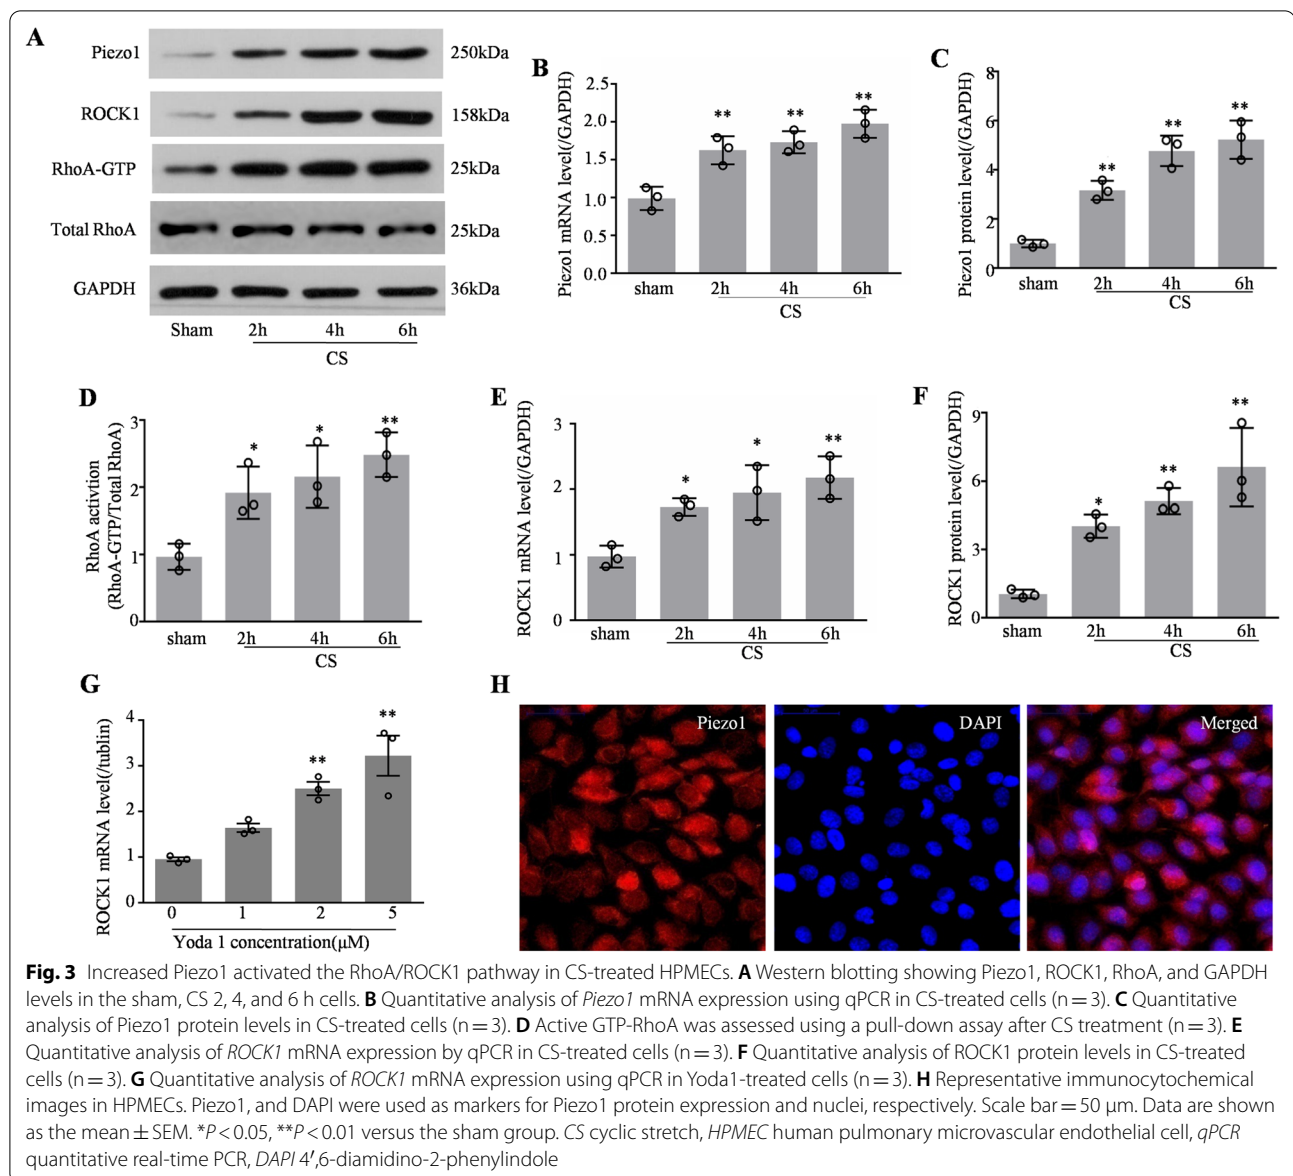 A
Piezo1
250kDa
ROCK1
158kDa
RhoA-GTP
25kDa
Total RhoA
25kDa
GAPDH
36kDa
Sham 2h 4h 6h
CS
B
Piezo1 mRNA level(/GAPDH)
2.5
2.0
1.5
1.0
0.5
0.0
** ** **
sham 2h 4h 6h
CS
C
Piezo1 protein level(/GAPDH)
8
6
4
2
0
** ** **
sham 2h 4h 6h
CS
D
RhoA activtion
(RhoA-GTP/Total RhoA)
3
2
1
0
* * **
sham 2h 4h 6h
CS
E
ROCK1 mRNA level(/GAPDH)
3
2
1
0
* * **
sham 2h 4h 6h
CS
F
ROCK1 protein level(/GAPDH)
9
6
3
0
* ** **
sham 2h 4h 6h
CS
G
ROCK1 mRNA level(/tublin)
4
3
2
1
0
** **
0 1 2 5
Yoda 1 concentration(μM)
H
Piezo1 DAPI Merged
Fig. 3 Increased Piezo1 activated the RhoA/ROCK1 pathway in CS-treated HPMECs. A Western blotting showing Piezo1, ROCK1, RhoA, and GAPDH
levels in the sham, CS 2, 4, and 6 h cells. B Quantitative analysis of Piezo1 mRNA expression using qPCR in CS-treated cells (n = 3). C Quantitative
analysis of Piezo1 protein levels in CS-treated cells (n = 3). D Active GTP-RhoA was assessed using a pull-down assay after CS treatment (n = 3). E
Quantitative analysis of ROCK1 mRNA expression by qPCR in CS-treated cells (n = 3). F Quantitative analysis of ROCK1 protein levels in CS-treated
cells (n = 3). G Quantitative analysis of ROCK1 mRNA expression using qPCR in Yoda1-treated cells (n = 3). H Representative immunocytochemical
images in HPMECs. Piezo1, and DAPI were used as markers for Piezo1 protein expression and nuclei, respectively. Scale bar = 50 μm. Data are shown
as the mean ± SEM. *P < 0.05, **P < 0.01 versus the sham group. CS cyclic stretch, HPMEC human pulmonary microvascular endothelial cell, qPCR
quantitative real-time PCR, DAPI 4′,6-diamidino-2-phenylindole